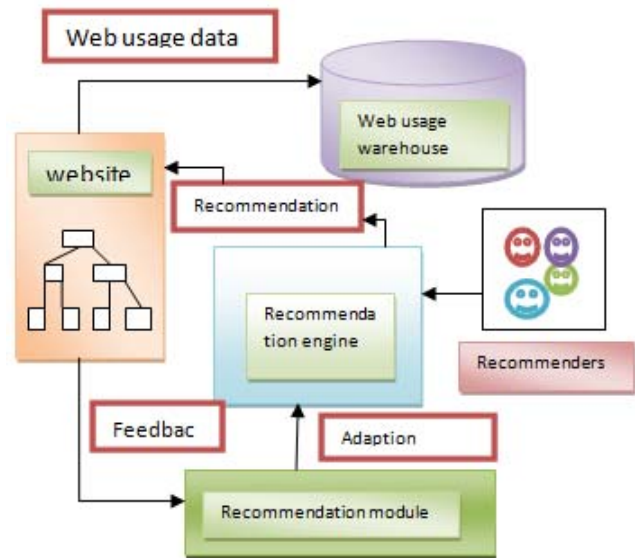 Web usage data
Web usage
warehouse
website
Recommendation
Recommenda
tion engine
Recommenders
Feedbac
Adaption
Recommendation module